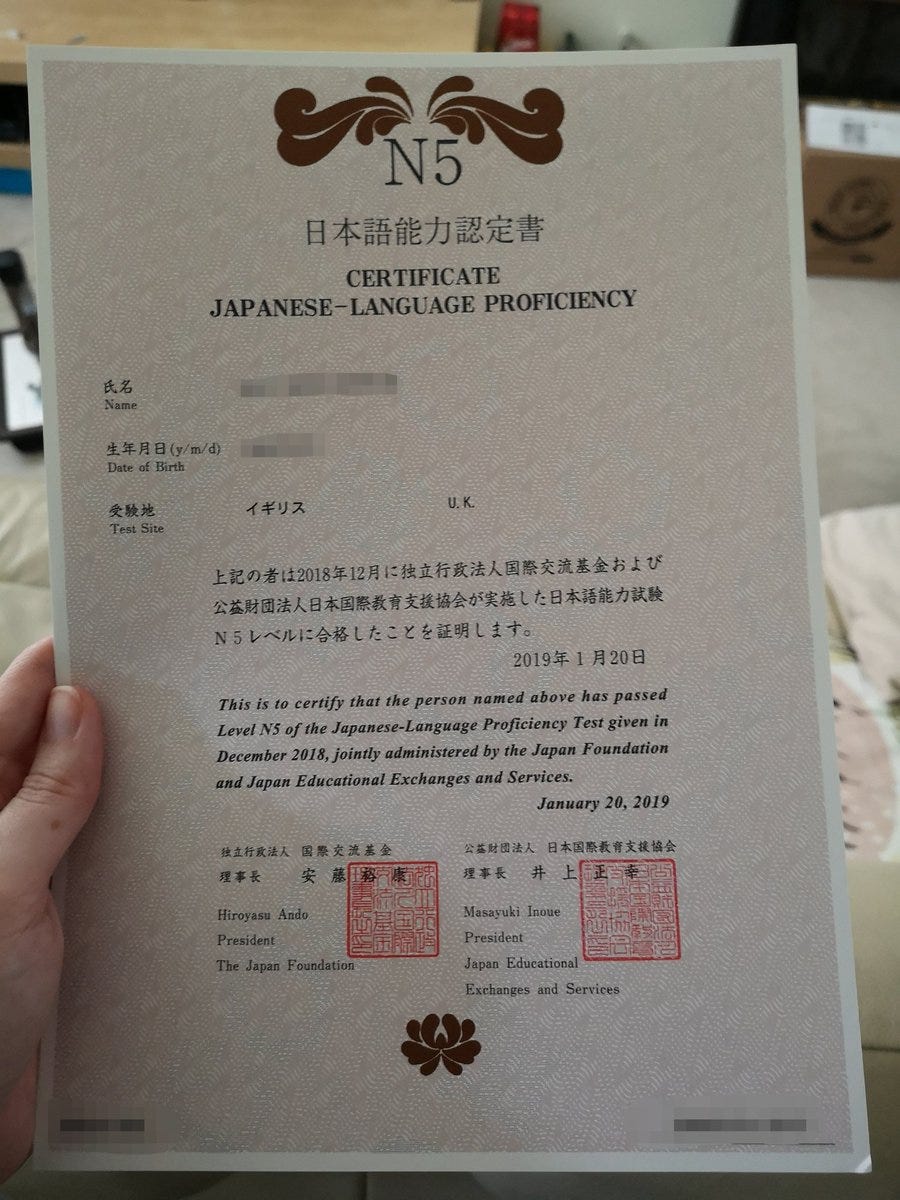 N5
日本語能力認定書
CERTIFICATE
JAPANESE-LANGUAGE PROFICIENCY
氏名
Name
生年月日(y/m/d)
Date of Birth
受験地 イギリス U.K.
Test Site
上記の者は2018年12月に独立行政法人国際交流基金および
公益財団法人日本国際教育支援協会が実施した日本語能力試験
N5レベルに合格したことを証明します。
2019年1月20日
This is to certify that the person named above has passed
Level N5 of the Japanese-Language Proficiency Test given in
December 2018, jointly administered by the Japan Foundation
and Japan Educational Exchanges and Services.
January 20, 2019
独立行政法人 国際交流基金
理事長 安藤裕康
Hiroyasu Ando
President
The Japan Foundation
公益財団法人 日本国際教育支援協会
理事長 井上正幸
Masayuki Inoue
President
Japan Educational
Exchanges and Services